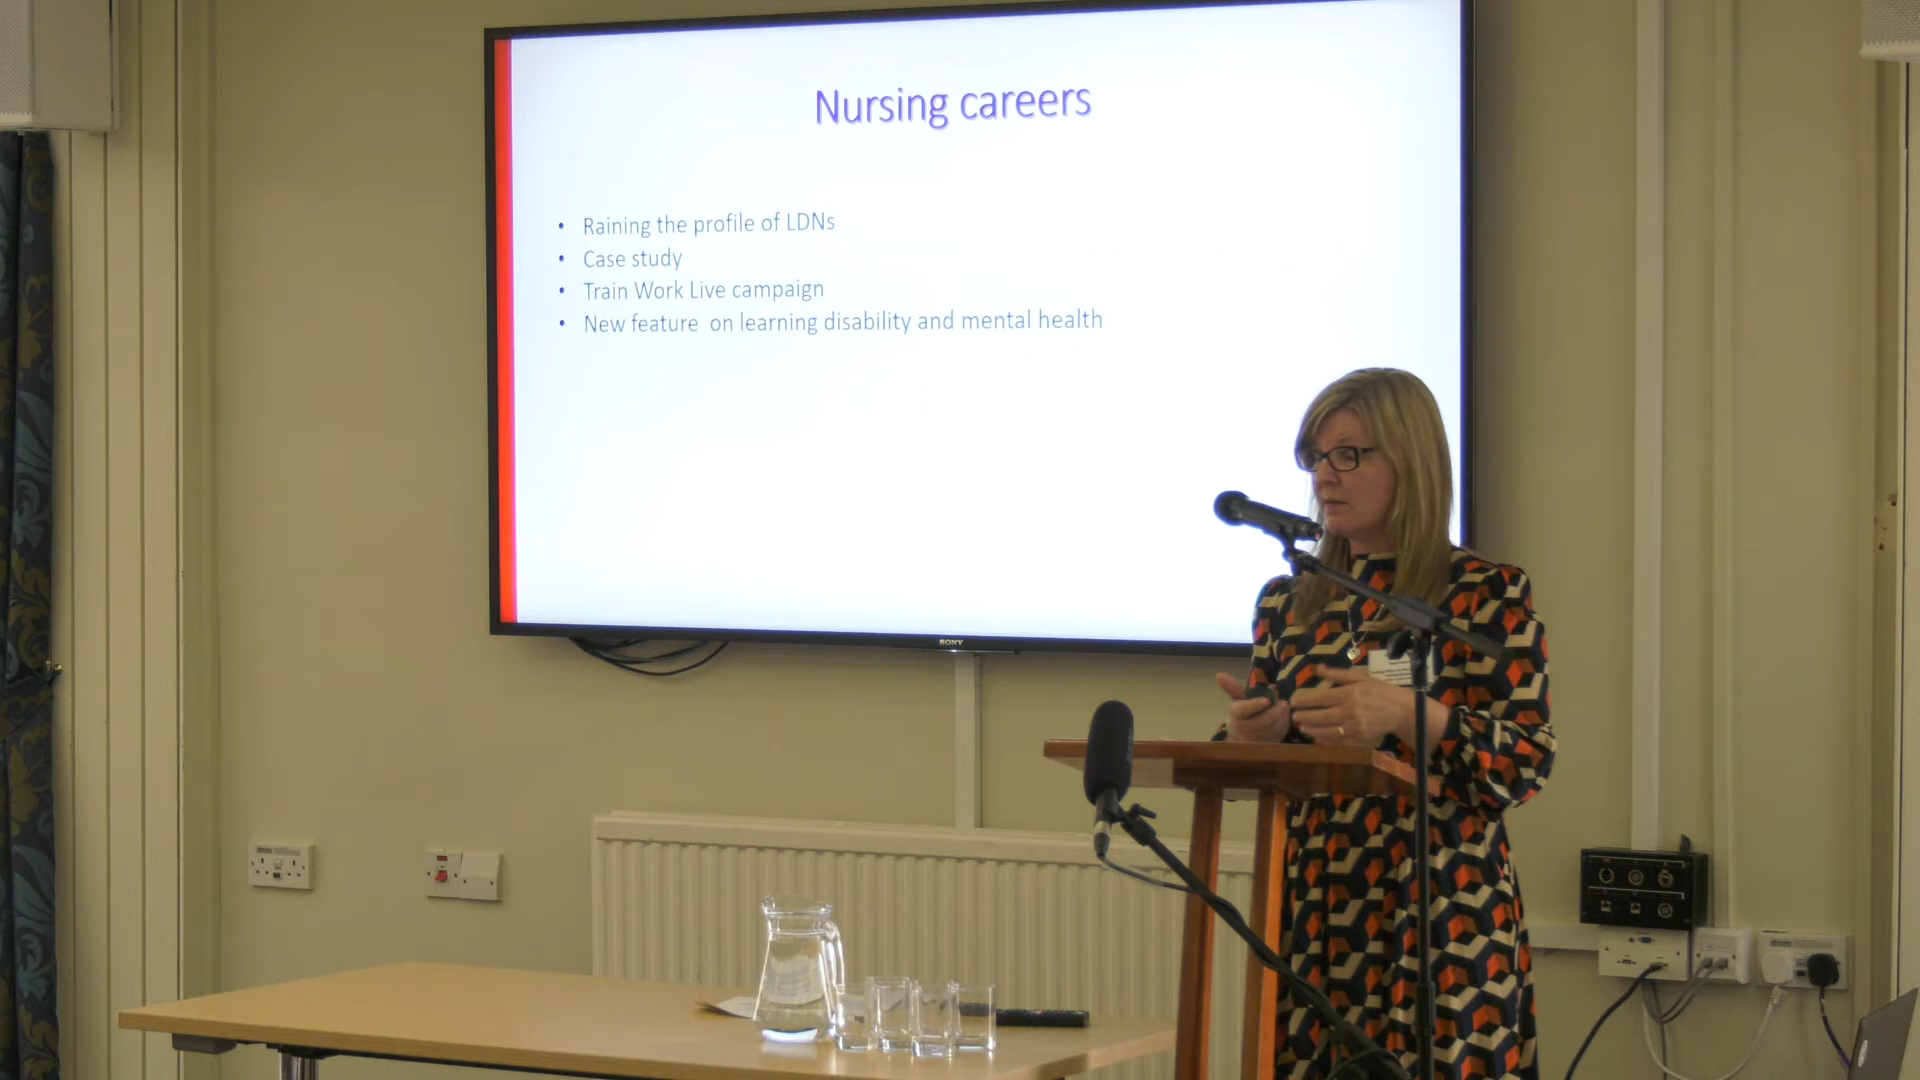 Nursing careers
• Raining the profile of LDNs
• Case study
• Train Work Live campaign
• New feature on learning disability and mental health
SONY